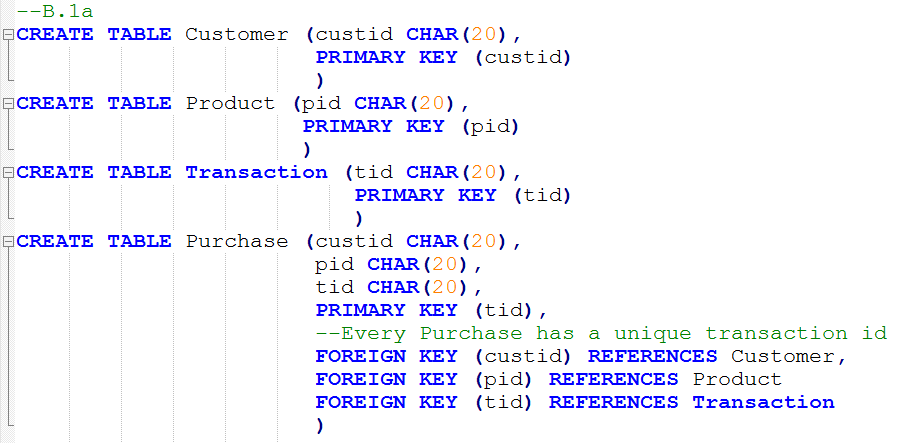 --B.1a
CREATE TABLE Customer (custid CHAR(20),
PRIMARY KEY (custid)
)
CREATE TABLE Product (pid CHAR(20),
PRIMARY KEY (pid)
)
CREATE TABLE Transaction (tid CHAR(20),
PRIMARY KEY (tid)
)
CREATE TABLE Purchase (custid CHAR(20),
pid CHAR(20),
tid CHAR(20),
PRIMARY KEY (tid),
--Every Purchase has a unique transaction id
FOREIGN KEY (custid) REFERENCES Customer,
FOREIGN KEY (pid) REFERENCES Product
FOREIGN KEY (tid) REFERENCES Transaction
)